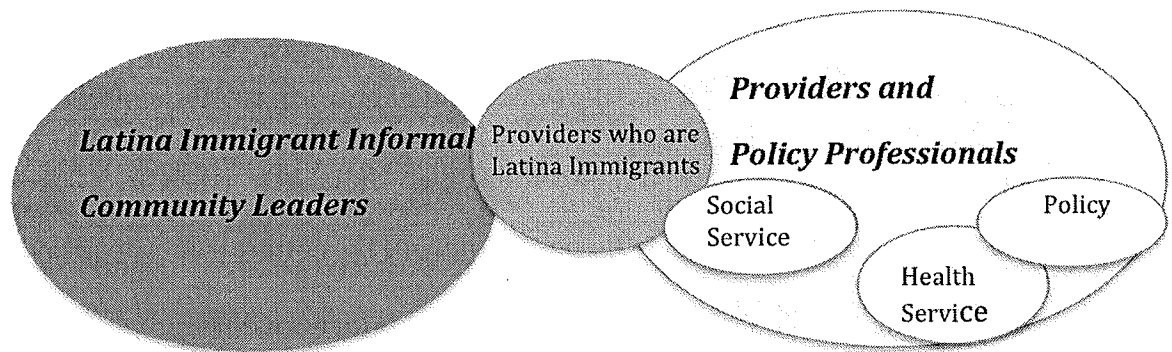 Latina Immigrant Informal
Community Leaders
Providers who are
Latina Immigrants
Providers and
Policy Professionals
Social
Service
Health
Service
Policy